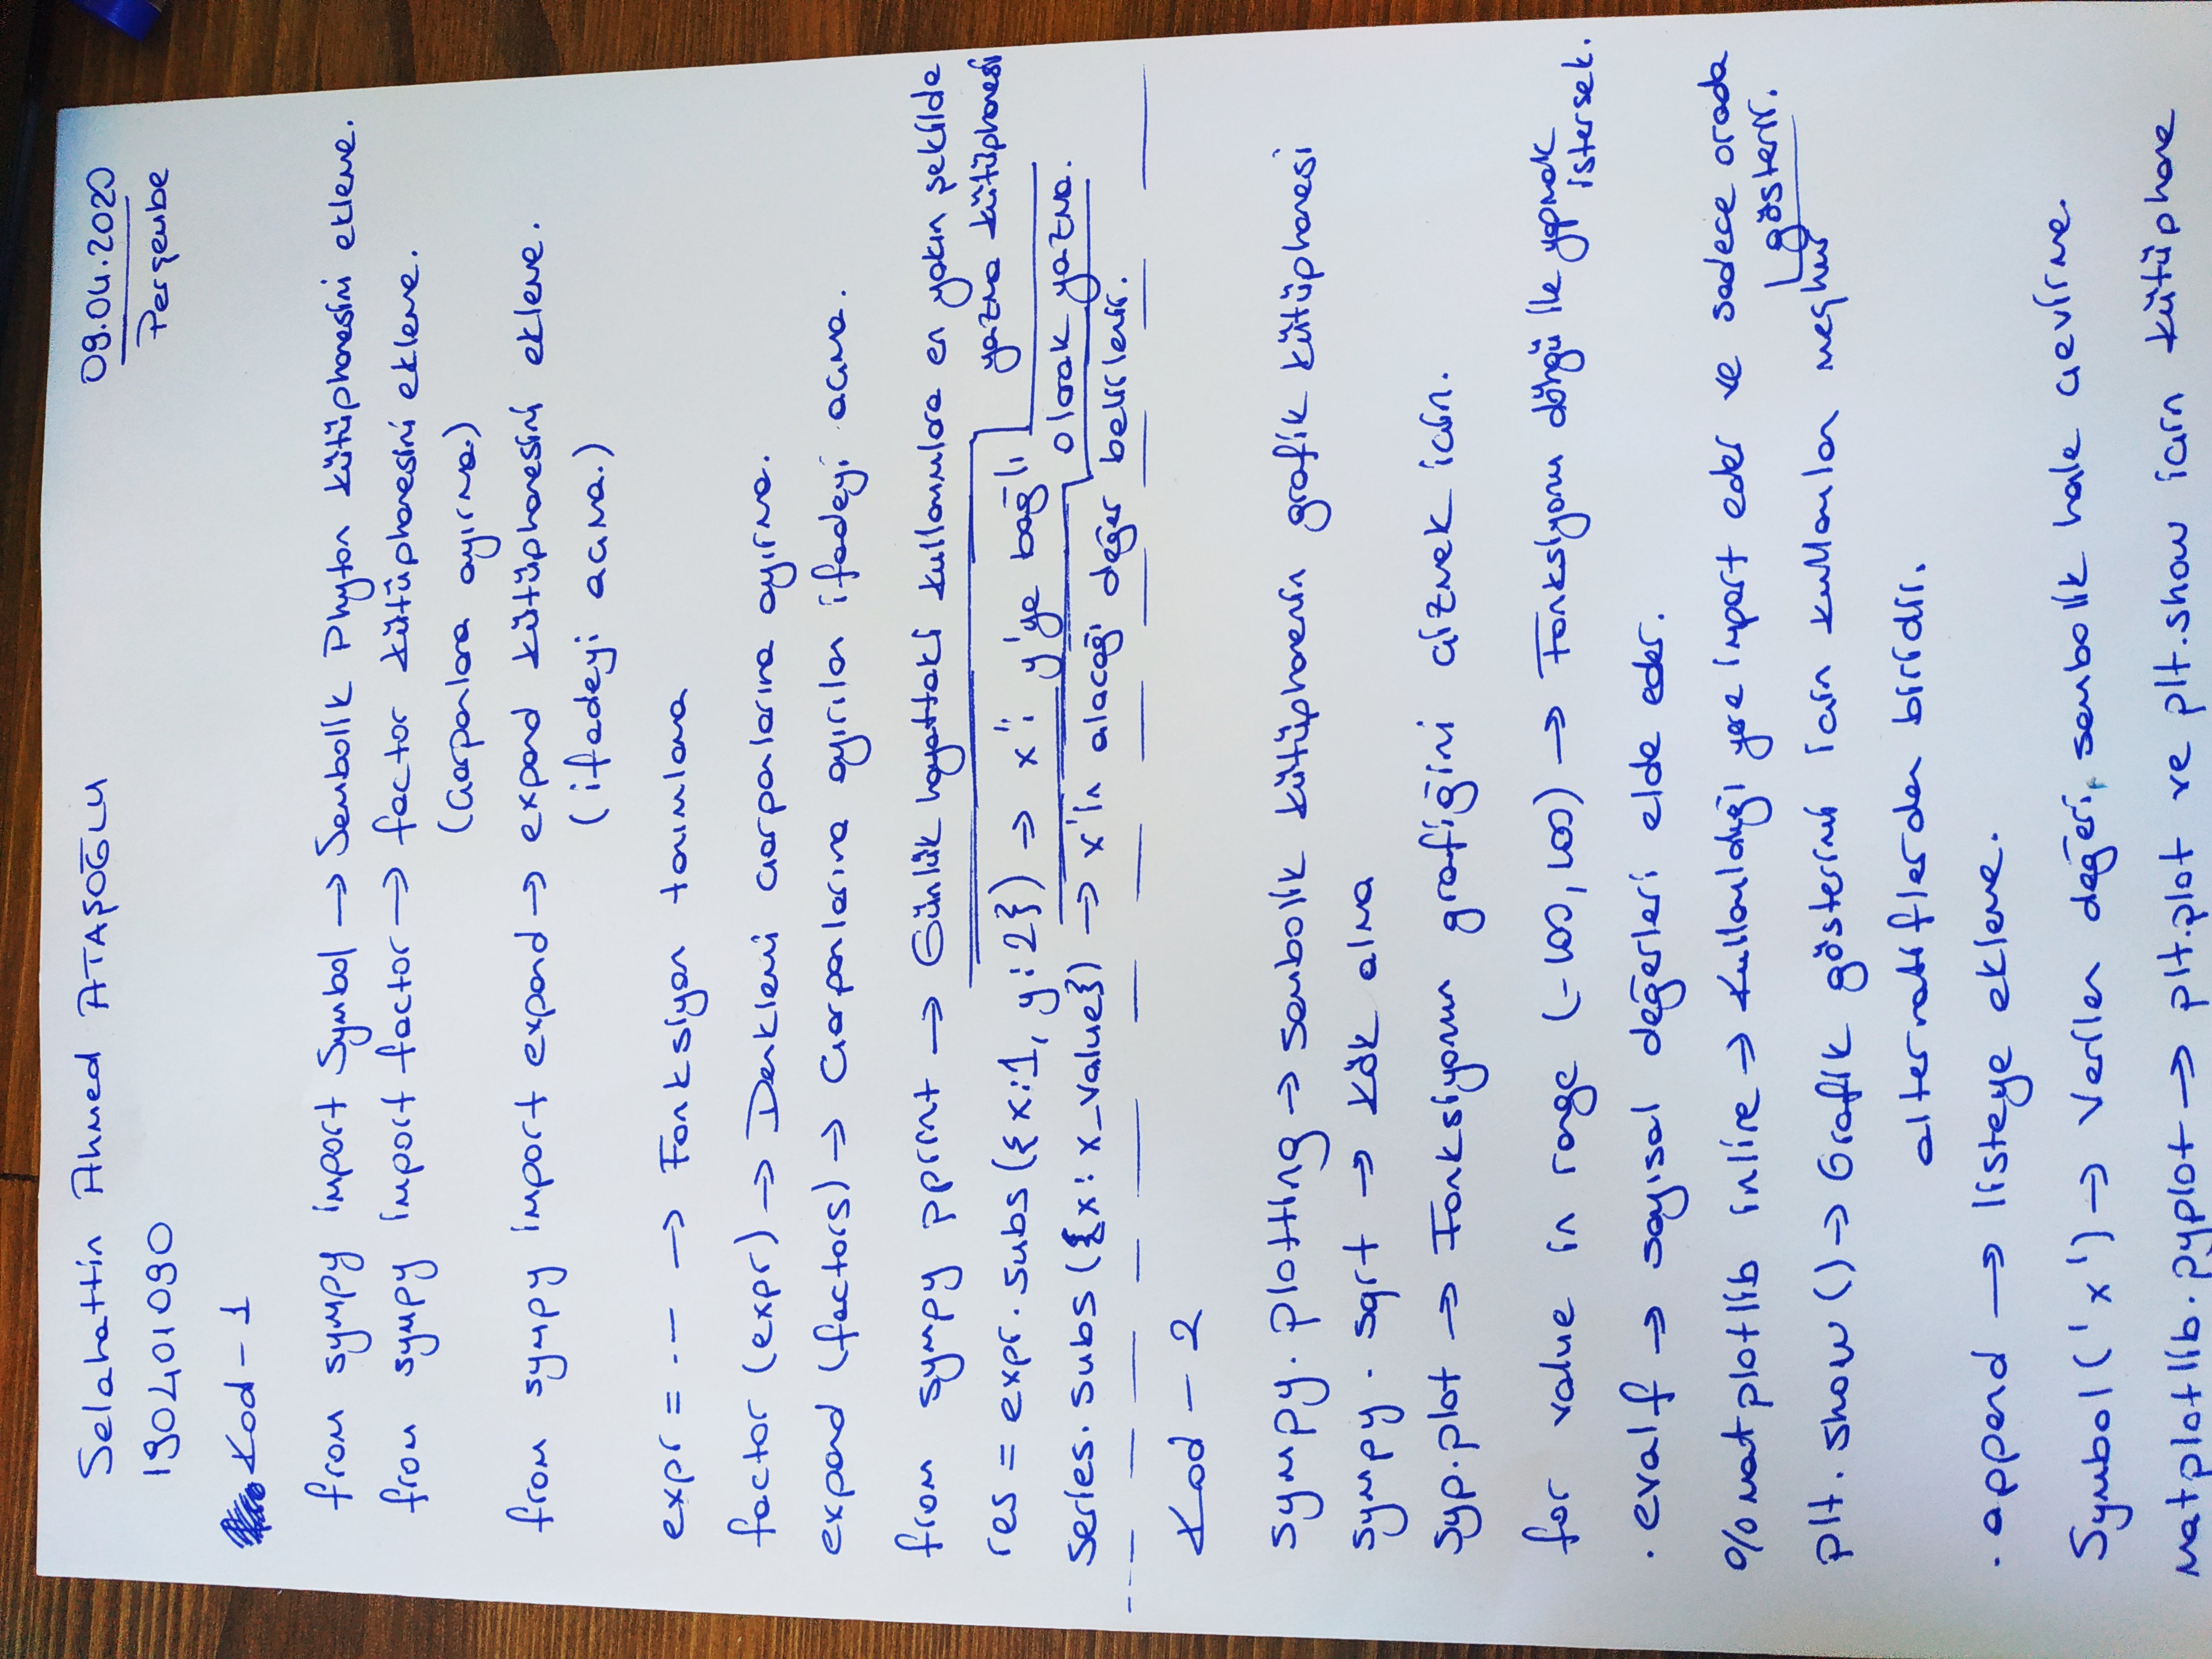 Selahattin Ahmed ATAŞOĞLU
09.04.2020
190401090
Perşembe
Kod-1
from sympy import Symbol → Sembolik Phyton kütüphanesini ekleme.
from sympy import factor → factor kütüphanesini ekleme.
(Çarpanlara ayırma.)
from sympy import expand → expand kütüphanesini ekleme.
(ifadeyi açma.)
expr = --- → Fonksiyon tanımlama
factor (expr) → Denklemi çarpanlarına ayırma.
expand (factors) → Çarpanlarına ayırılan ifadeyi açma.
from sympy pprint → Günlük hayattaki kullanımlara en yakın şekilde
yazma kütüphanesi
res = expr.subs({x:1, y:2}) → x'i y'ye bağlı
olarak yazma.
series.subs({x: x_value}) → x'in alacağı değer belirlenir.
Kod - 2
sympy.plotting → sembolik kütüphanenin grafik kütüphanesi
sympy.sqrt → kök alma
syp.plot → Fonksiyonun grafiğini çizmek için.
for value in range (-100, 100) → Fonksiyonu döngü ile yapmak
istersek.
.evalf → sayısal değerleri elde eder.
%matplotlib inline → kullanıldığı yere import eder ve sadece orada
gösterir.
plt.show() → Grafik gösterimi için kullanılan meşhur
alternatiflerden biridir.
.append → listeye ekleme.
Symbol('x') → Verilen değeri, sembolik hale çevirme.
matplotlib.pyplot → plt.plot ve plt.show için kütüphane